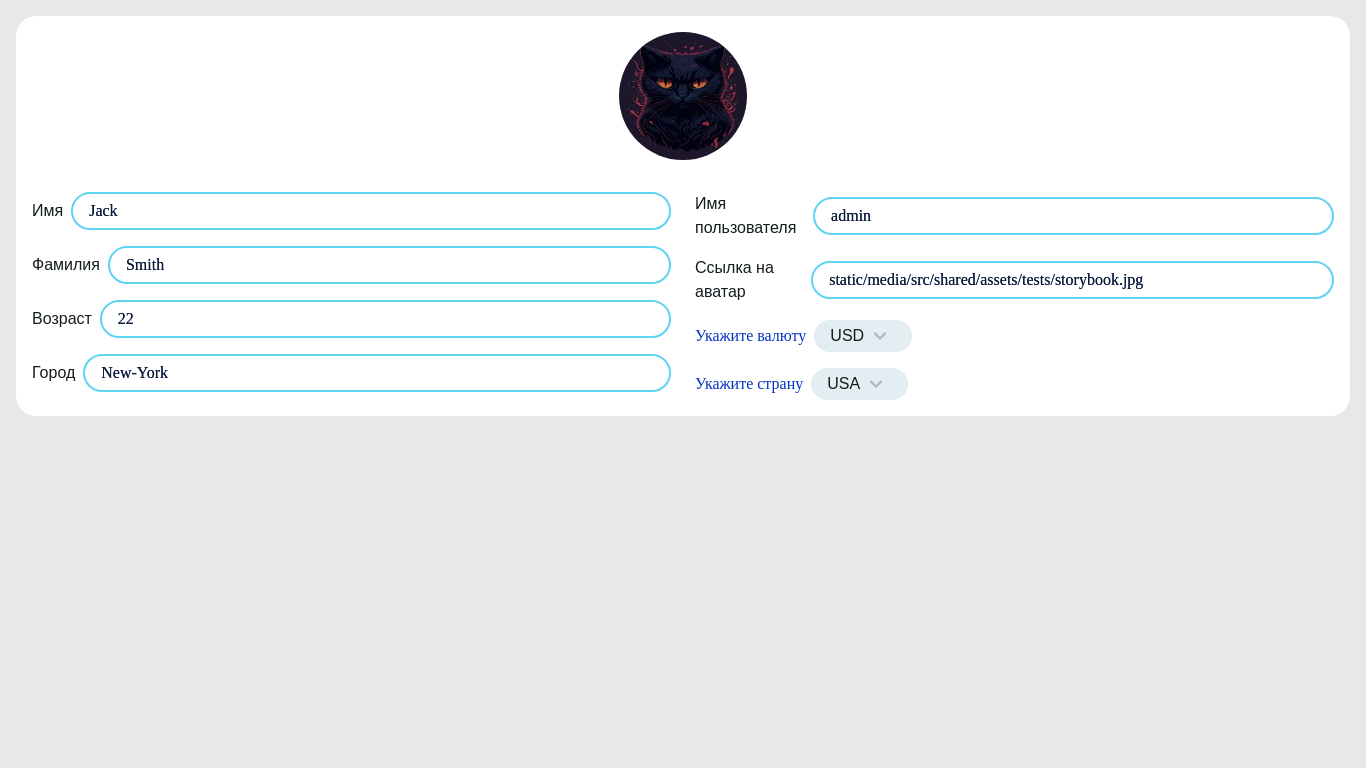 Имя
Jack
Фамилия
Smith
Возраст
22
Город
New-York
Имя
пользователя
admin
Ссылка на
аватар
static/media/src/shared/assets/tests/storybook.jpg
Укажите валюту
USD
Укажите страну
USA